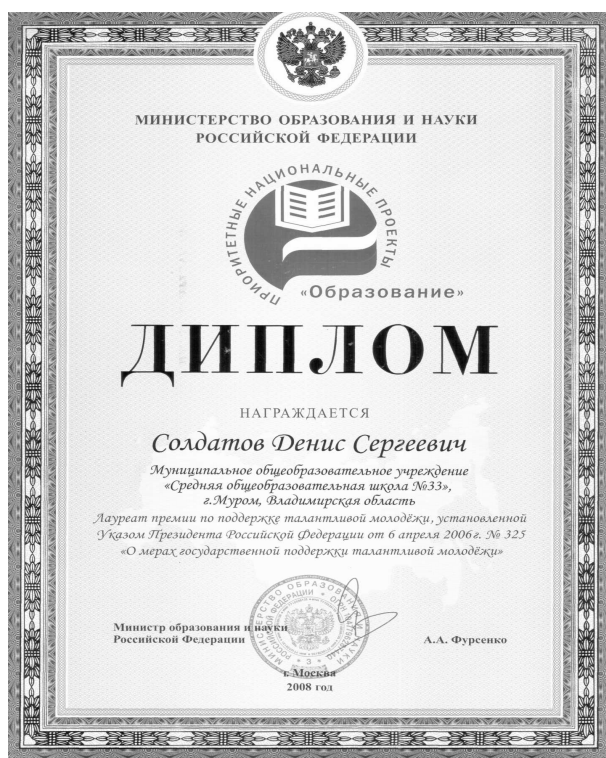 МИНИСТЕРСТВО ОБРАЗОВАНИЯ И НАУКИ
РОССИЙСКОЙ ФЕДЕРАЦИИ
ПРИОРИТЕТНЫЕ НАЦИОНАЛЬНЫЕ ПРОЕКТЫ
«Образование»
ДИПЛОМ
НАГРАЖДАЕТСЯ
Солдатов Денис Сергеевич
Муниципальное общеобразовательное учреждение
«Средняя общеобразовательная школа №33»,
г.Муром, Владимирская область
Лауреат премии по поддержке талантливой молодёжи, установленной
Указом Президента Российской Федерации от 6 апреля 2006г. № 325
«О мерах государственной поддержки талантливой молодёжи»
Министр образования и науки
Российской Федерации
А.А. Фурсенко
г. Москва
2008 год